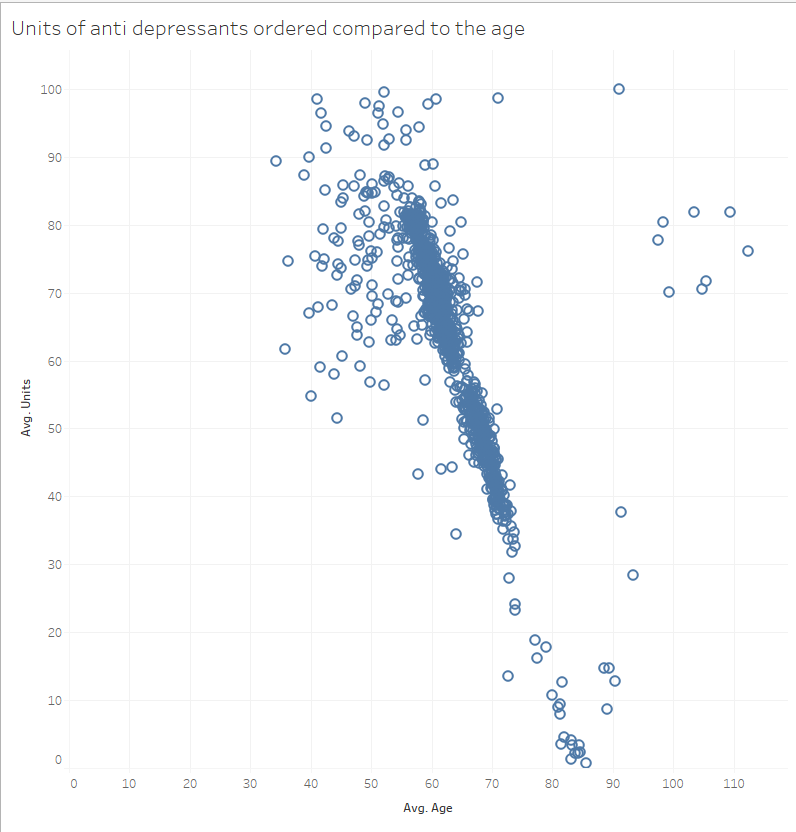 Units of anti depressants ordered compared to the age
100
90
80
70
60
50
40
30
20
10
0
Avg. Units
0 10 20 30 40 50 60 70 80 90 100 110
Avg. Age